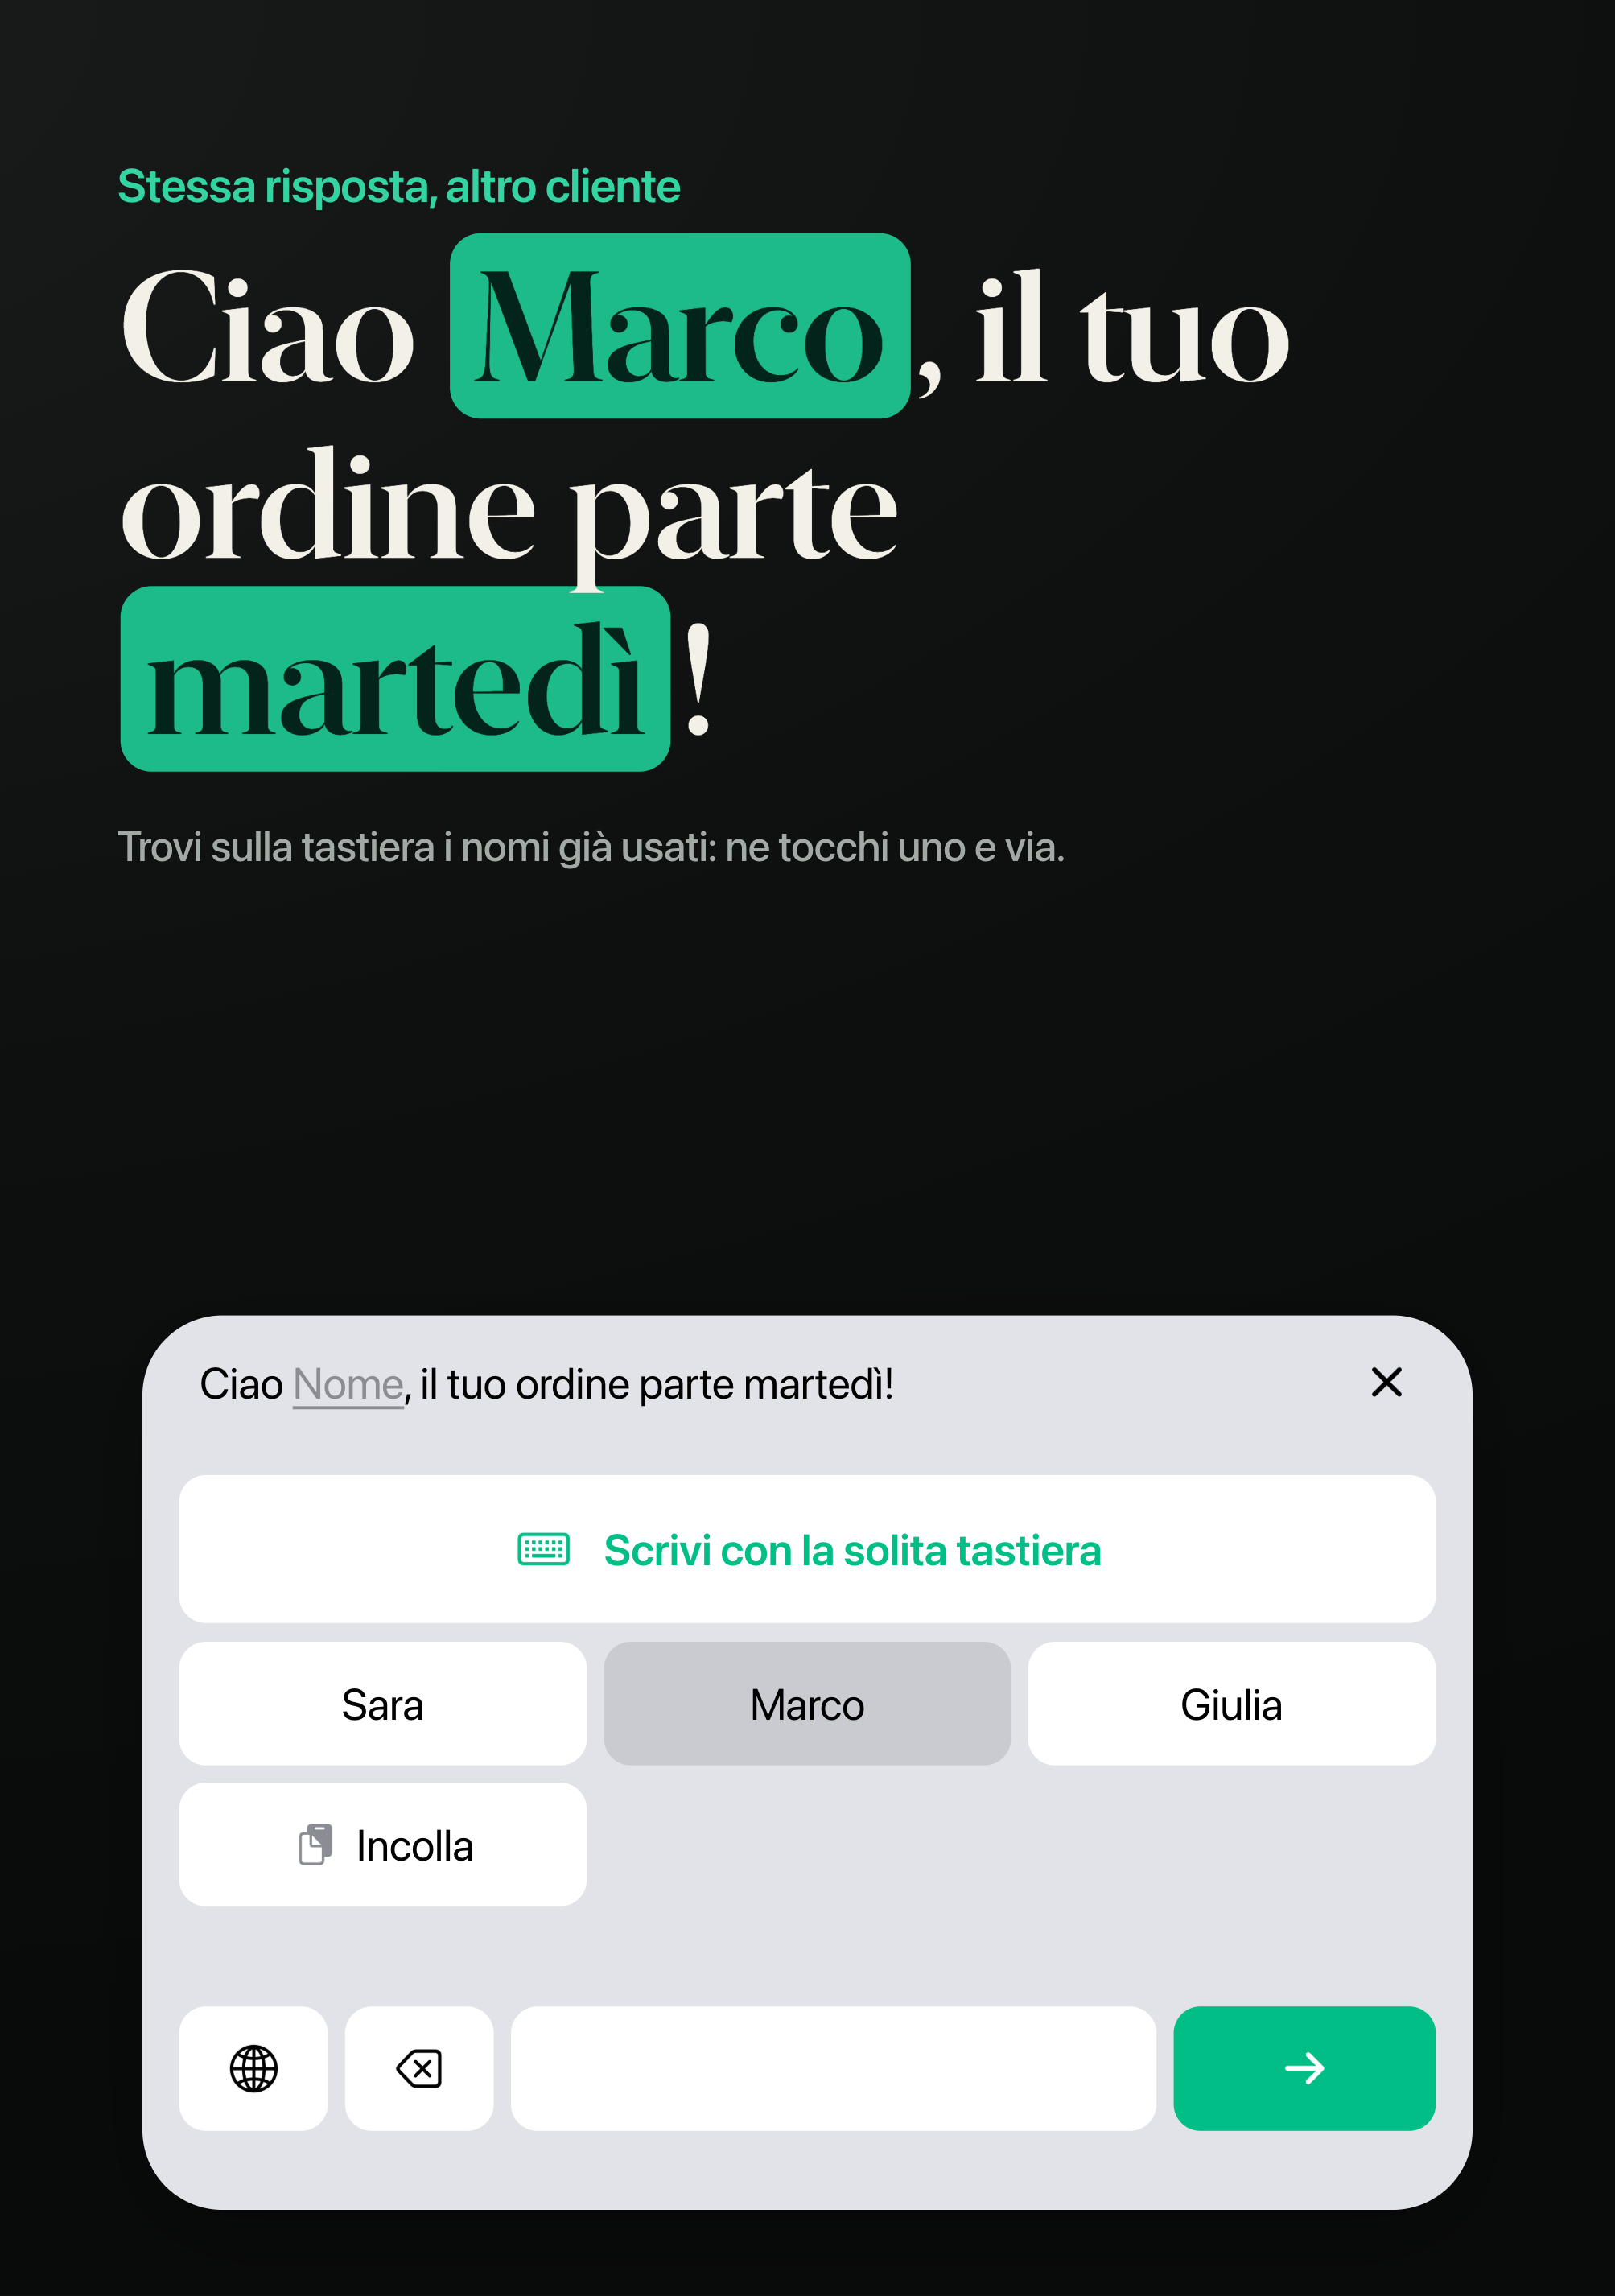 Stessa risposta, altro cliente
Ciao Marco, il tuo
ordine parte
martedì!
Trovi sulla tastiera i nomi già usati: ne tocchi uno e via.
Ciao Nome, il tuo ordine parte martedì!
Scrivi con la solita tastiera
Sara Marco Giulia
Incolla